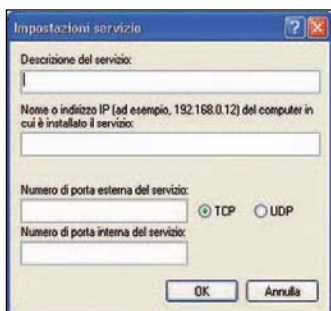 Impostazioni servizio
Descrizione del servizio:
Nome o indirizzo IP (ad esempio, 192.168.0.12) del computer in
cui è installato il servizio:
Numero di porta esterna del servizio:
TCP
UDP
Numero di porta interna del servizio:
OK
Annulla